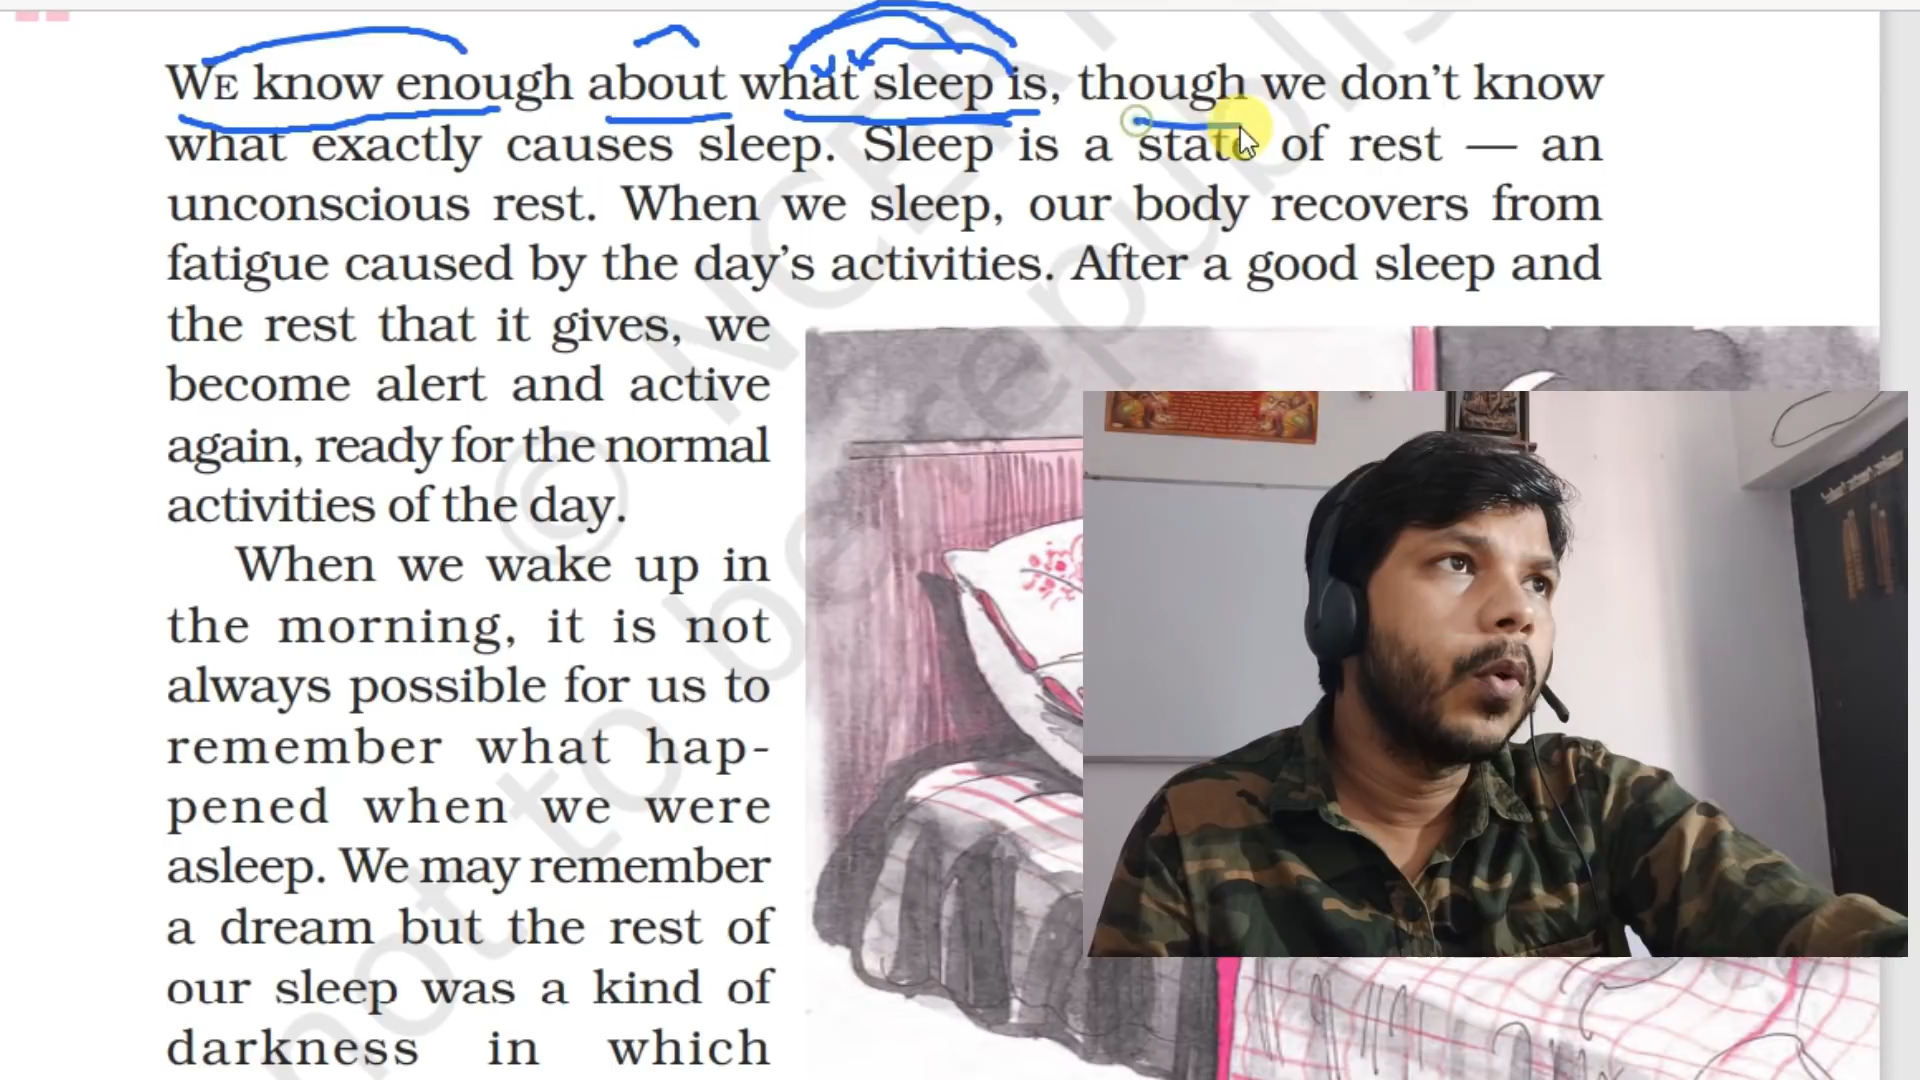 WE know enough about what sleep is, though we don't know
what exactly causes sleep. Sleep is a state of rest — an
unconscious rest. When we sleep, our body recovers from
fatigue caused by the day's activities. After a good sleep and
the rest that it gives, we
become alert and active
again, ready for the normal
activities of the day.
When we wake up in
the morning, it is not
always possible for us to
remember what hap-
pened when we were
asleep. We may remember
a dream but the rest of
our sleep was a kind of
darkness in which
© NCERT
not to be republis